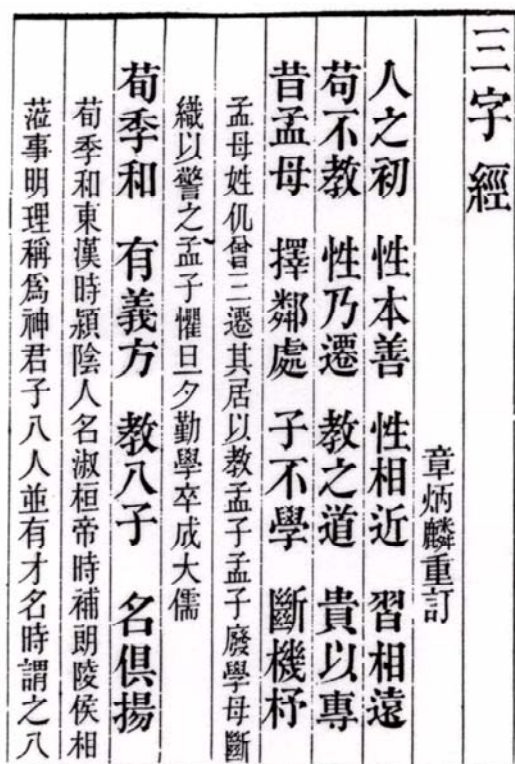 三字經
章炳麟重訂
人之初　性本善　性相近　習相遠
苟不教　性乃遷　教之道　貴以專
昔孟母　擇鄰處　子不學　斷機杼
孟母姓仉曾三遷其居以教孟子孟子廢學母斷
織以警之孟子懼旦夕勤學卒成大儒
荀季和　有義方　教八子　名俱揚
荀季和東漢時潁陰人名淑桓帝時補朗陵侯相
蒞事明理稱爲神君子八人並有才名時謂之八